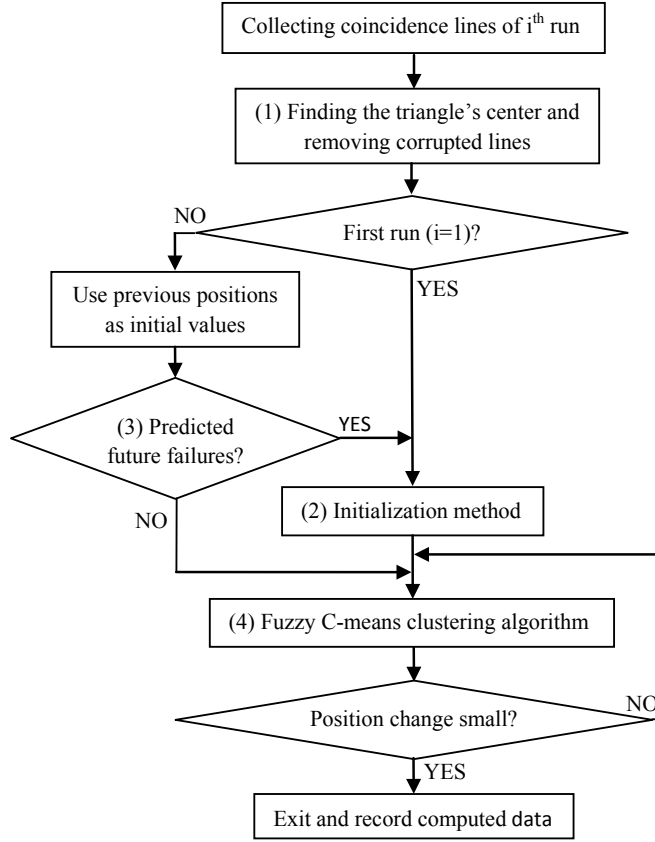 Collecting coincidence lines of iᵗʰ run
(1) Finding the triangle’s center and
removing corrupted lines
NO
First run (i=1)?
YES
Use previous positions
as initial values
(3) Predicted
future failures?
YES
NO
(2) Initialization method
(4) Fuzzy C-means clustering algorithm
Position change small?
NO
YES
Exit and record computed data